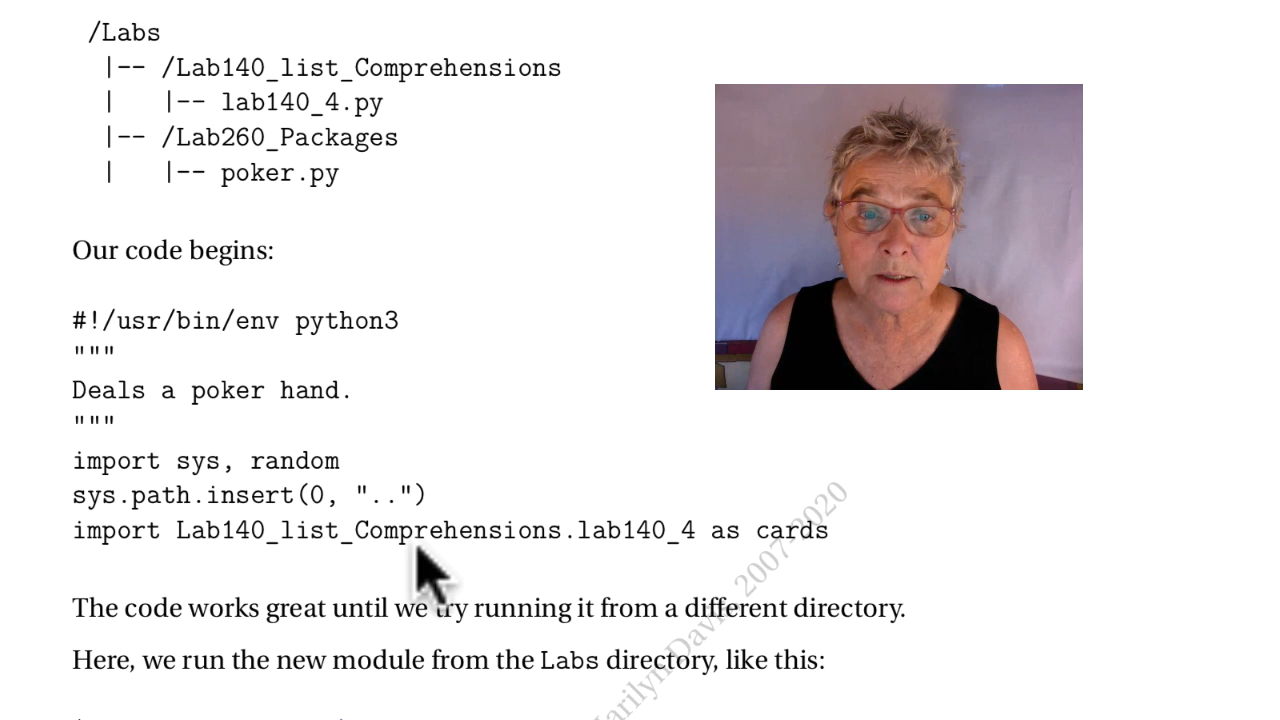 /Labs
|-- /Lab140_list_Comprehensions
|   |-- lab140_4.py
|-- /Lab260_Packages
|   |-- poker.py
Our code begins:
#!/usr/bin/env python3
"""
Deals a poker hand.
"""
import sys, random
sys.path.insert(0, "..")
import Lab140_list_Comprehensions.lab140_4 as cards
The code works great until we try running it from a different directory.
Here, we run the new module from the Labs directory, like this:
2007-2020